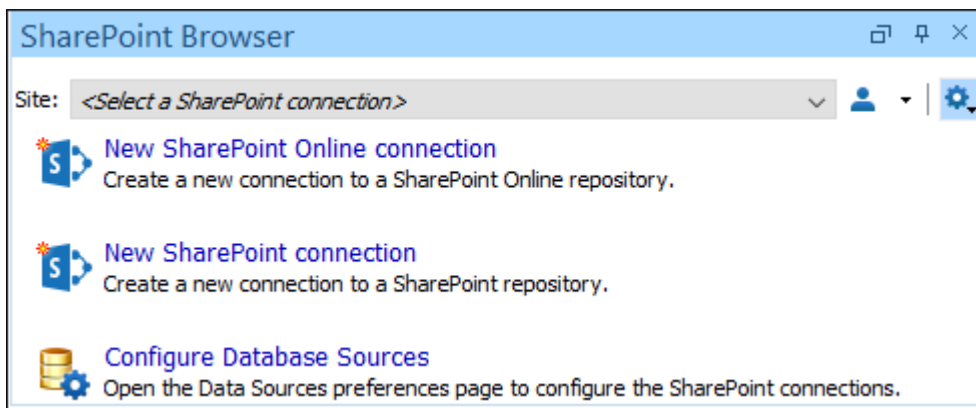 SharePoint Browser
Site: <Select a SharePoint connection>
New SharePoint Online connection
Create a new connection to a SharePoint Online repository.
New SharePoint connection
Create a new connection to a SharePoint repository.
Configure Database Sources
Open the Data Sources preferences page to configure the SharePoint connections.